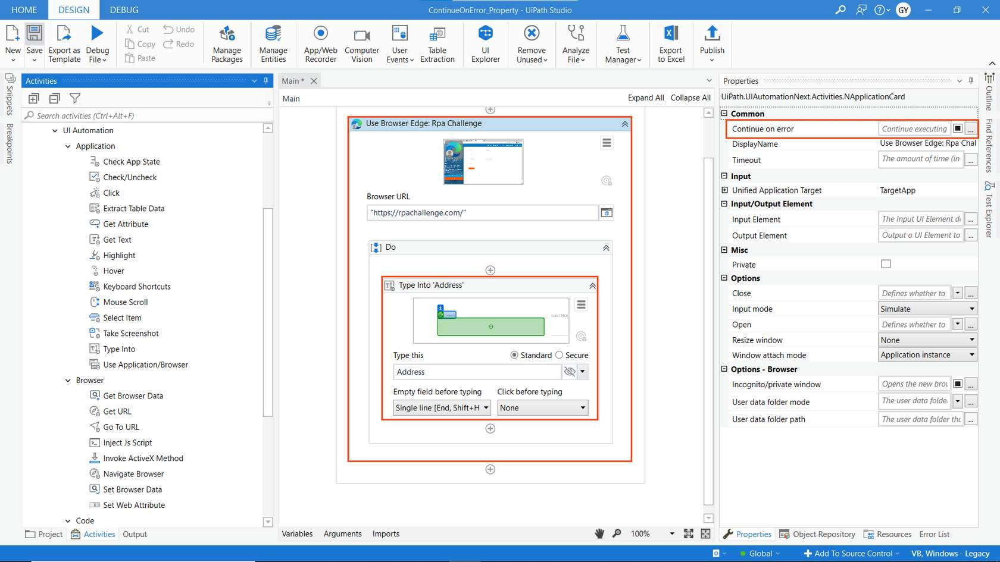 HOME DESIGN DEBUG
ContinueOnError_Property - UiPath Studio
GY
New
Save
Export as Template
Debug File
Cut
Copy
Paste
Undo
Redo
Manage Packages
Manage Entities
App/Web Recorder
Computer Vision
User Events
Table Extraction
UI Explorer
Remove Unused
Analyze File
Test Manager
Export to Excel
Publish
Snippets
Breakpoints
Activities
Search activities (Ctrl+Alt+F)
UI Automation
Application
Check App State
Check/Uncheck
Click
Extract Table Data
Get Attribute
Get Text
Highlight
Hover
Keyboard Shortcuts
Mouse Scroll
Select Item
Take Screenshot
Type Into
Use Application/Browser
Browser
Get Browser Data
Get URL
Go To URL
Inject Js Script
Invoke ActiveX Method
Navigate Browser
Set Browser Data
Set Web Attribute
Code
Project
Activities
Output
Main *
Main
Expand All Collapse All
Use Browser Edge: Rpa Challenge
Browser URL
"https://rpachallenge.com/"
Do
Type Into 'Address'
Last Na
Type this
Standard
Secure
Address
Empty field before typing
Click before typing
Single line [End, Shift+H
None
Variables
Arguments
Imports
100%
Properties
UiPath.UIAutomationNext.Activities.NApplicationCard
Common
Continue on error Continue executing ...
DisplayName Use Browser Edge: Rpa Chal
Timeout The amount of time (in ...
Input
Unified Application Target TargetApp
Input/Output Element
Input Element The Input UI Element d ...
Output Element Output a UI Element to ...
Misc
Private
Options
Close Defines whether to ...
Input mode Simulate
Open Defines whether to ...
Resize window None
Window attach mode Application instance
Options - Browser
Incognito/private window Opens the new brov ...
User data folder mode The user data folde ...
User data folder path The user data folder tho ...
Properties
Object Repository
Resources
Error List
Outline
Find References
Test Explorer
Global
Add To Source Control
VB, Windows - Legacy